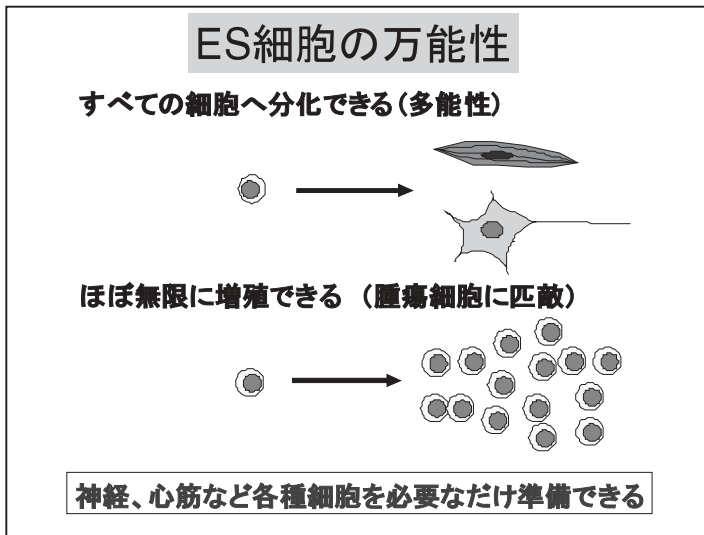 ES細胞の万能性
すべての細胞へ分化できる(多能性)
ほぼ無限に増殖できる (腫瘍細胞に匹敵)
神経、心筋など各種細胞を必要なだけ準備できる